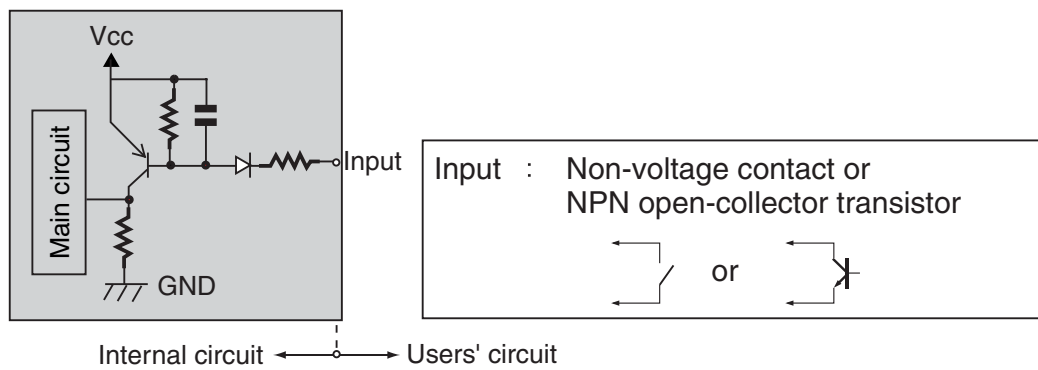 Vcc
Main circuit
Input
GND
Internal circuit
Users' circuit
Input : Non-voltage contact or
NPN open-collector transistor
or